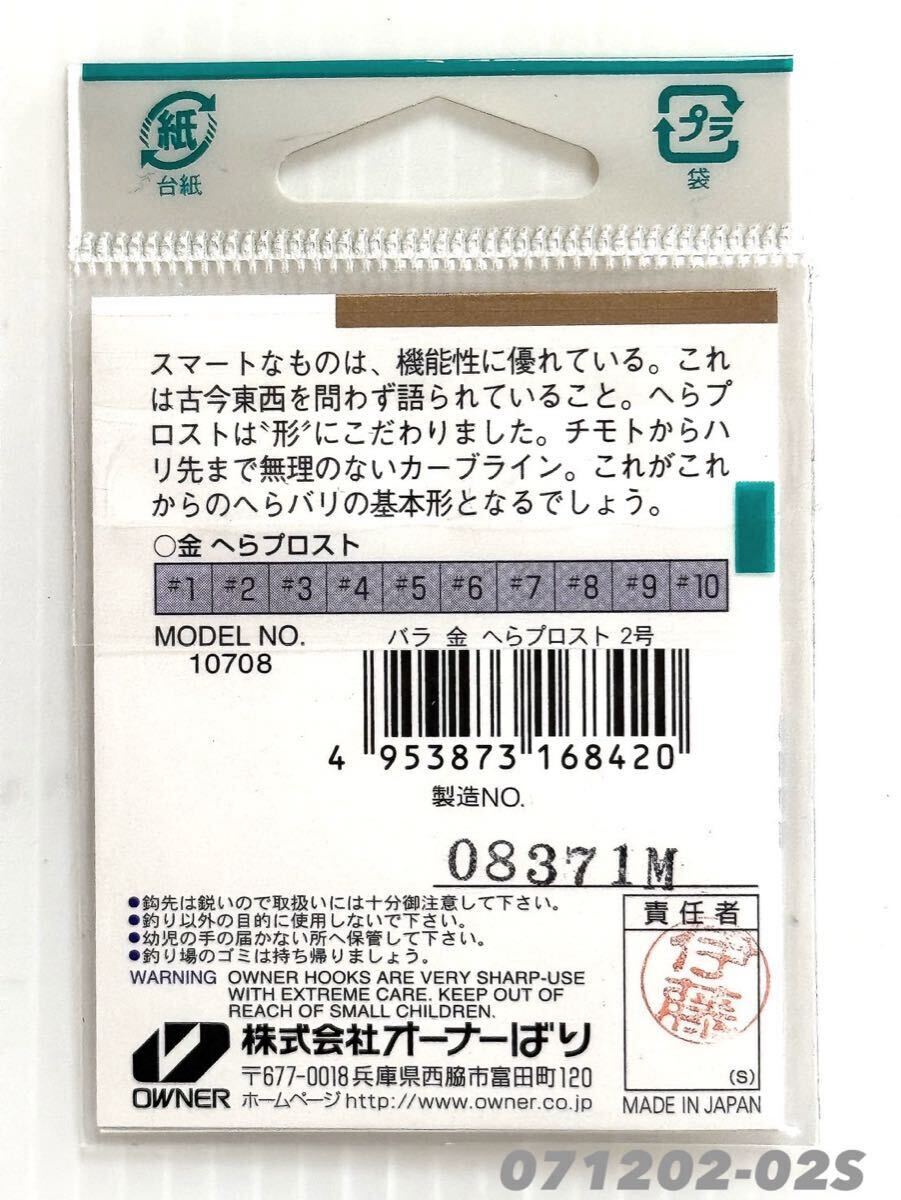 紙
台紙
プラ
袋
スマートなものは、機能性に優れている。これ
は古今東西を問わず語られていること。へらプ
ロストは〝形〟にこだわりました。チモトからハ
リ先まで無理のないカーブライン。これがこれ
からのへらバリの基本形となるでしょう。
○金 へらプロスト
#1 #2 #3 #4 #5 #6 #7 #8 #9 #10
MODEL NO.
10708
バラ 金 へらプロスト 2号
4 953873 168420
製造NO.
08371M
●鈎先は鋭いので取扱いには十分御注意して下さい。
●釣り以外の目的に使用しないで下さい。
●幼児の手の届かない所へ保管して下さい。
●釣り場のゴミは持ち帰りましょう。
WARNING OWNER HOOKS ARE VERY SHARP-USE
WITH EXTREME CARE. KEEP OUT OF
REACH OF SMALL CHILDREN.
責任者
伊藤
(S)
OWNER
株式会社オーナーばり
〒677-0018兵庫県西脇市富田町120
ホームページhttp://www.owner.co.jp
MADE IN JAPAN
071202-02S